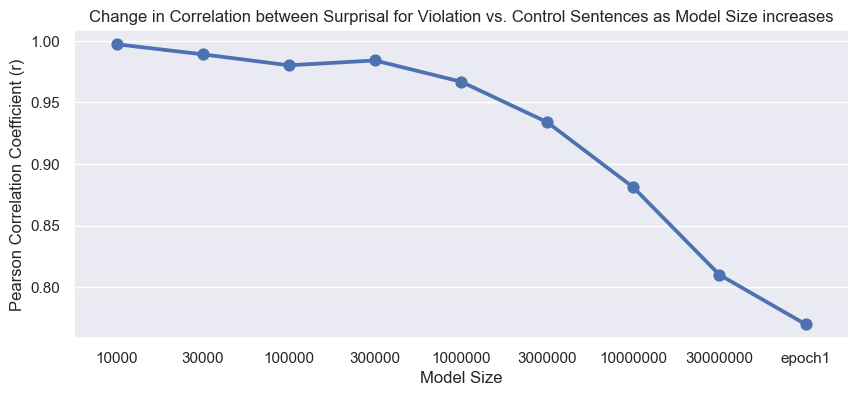 Change in Correlation between Surprisal for Violation vs. Control Sentences as Model Size increases
Pearson Correlation Coefficient (r)
1.00
0.95
0.90
0.85
0.80
10000 30000 100000 300000 1000000 3000000 10000000 30000000 epoch1
Model Size